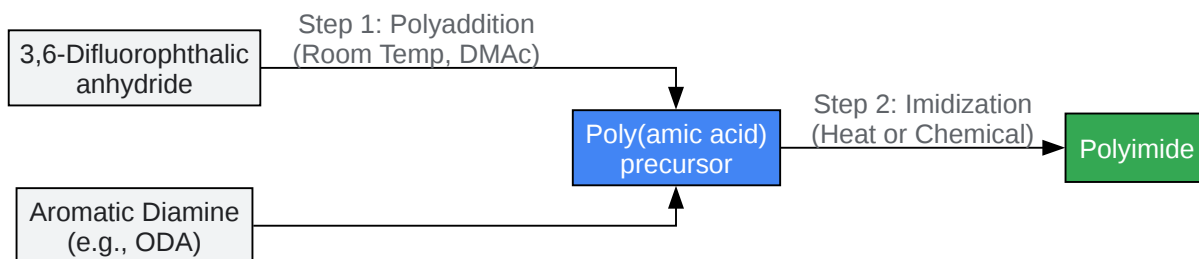 3,6-Difluorophthalic
anhydride
Step 1: Polyaddition
(Room Temp, DMAc)
Aromatic Diamine
(e.g., ODA)
Poly(amic acid)
precursor
Step 2: Imidization
(Heat or Chemical)
Polyimide